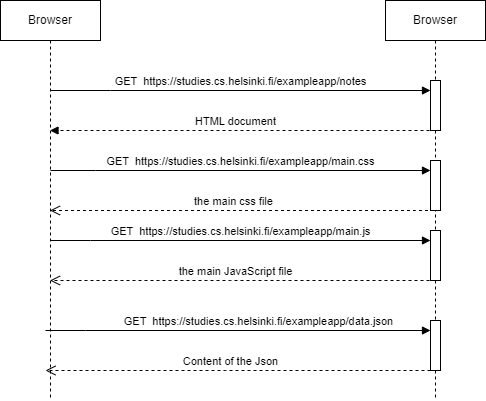 Browser
Browser
GET https://studies.cs.helsinki.fi/exampleapp/notes
HTML document
GET https://studies.cs.helsinki.fi/exampleapp/main.css
the main css file
GET https://studies.cs.helsinki.fi/exampleapp/main.js
the main JavaScript file
GET https://studies.cs.helsinki.fi/exampleapp/data.json
Content of the Json